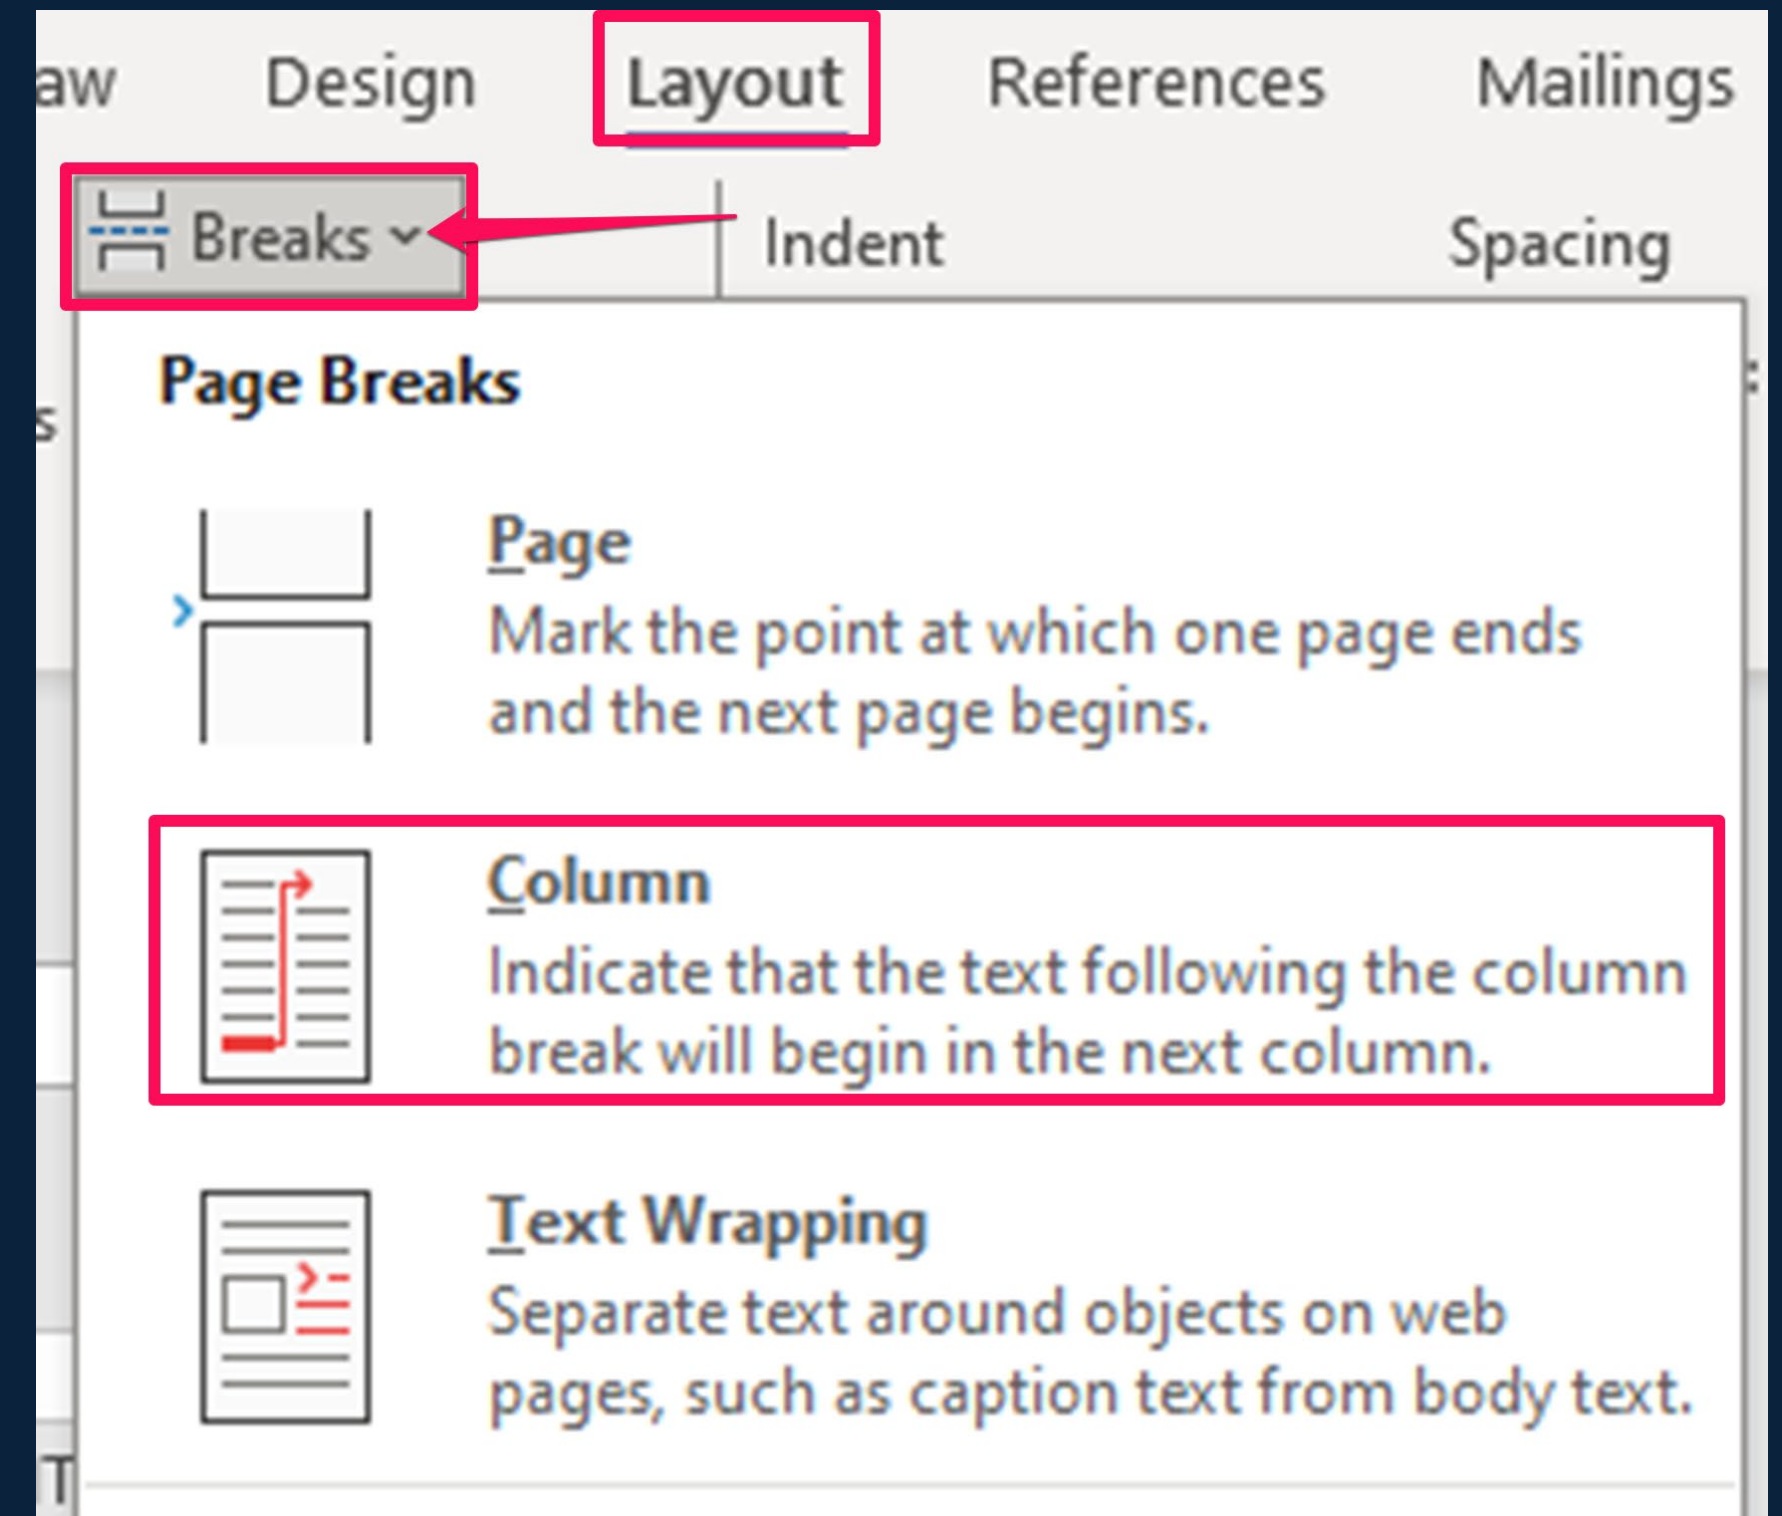 aw Design Layout References Mailings
Breaks Indent Spacing
Page Breaks
s
Page
Mark the point at which one page ends
and the next page begins.
Column
Indicate that the text following the column
break will begin in the next column.
Text Wrapping
Separate text around objects on web
pages, such as caption text from body text.
T